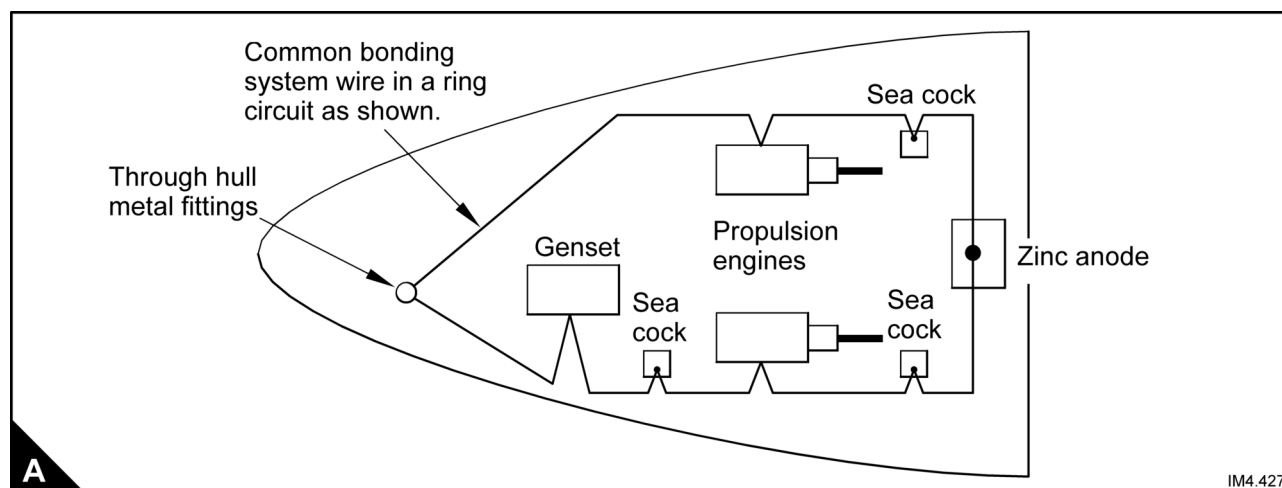 Common bonding
system wire in a ring
circuit as shown.
Sea cock
Through hull
metal fittings
Genset
Propulsion
engines
Zinc anode
Sea
cock
Sea
cock
A
IM4.427